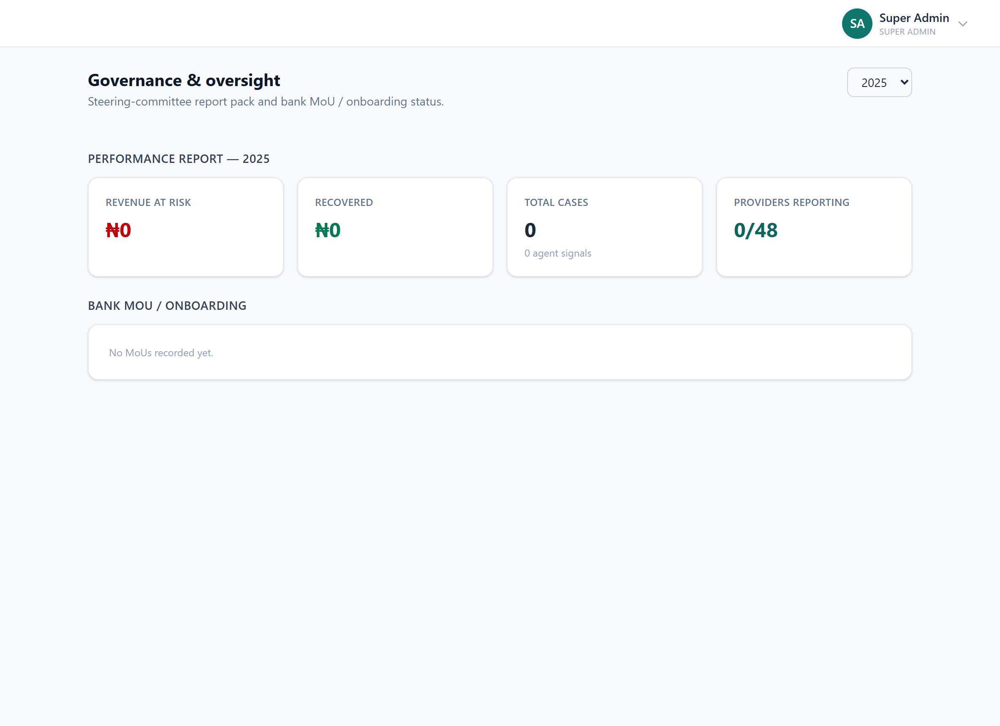 SA
Super Admin
SUPER ADMIN
Governance & oversight
2025
Steering-committee report pack and bank MoU / onboarding status.
PERFORMANCE REPORT — 2025
REVENUE AT RISK
₦0
RECOVERED
₦0
TOTAL CASES
0
0 agent signals
PROVIDERS REPORTING
0/48
BANK MOU / ONBOARDING
No MoUs recorded yet.